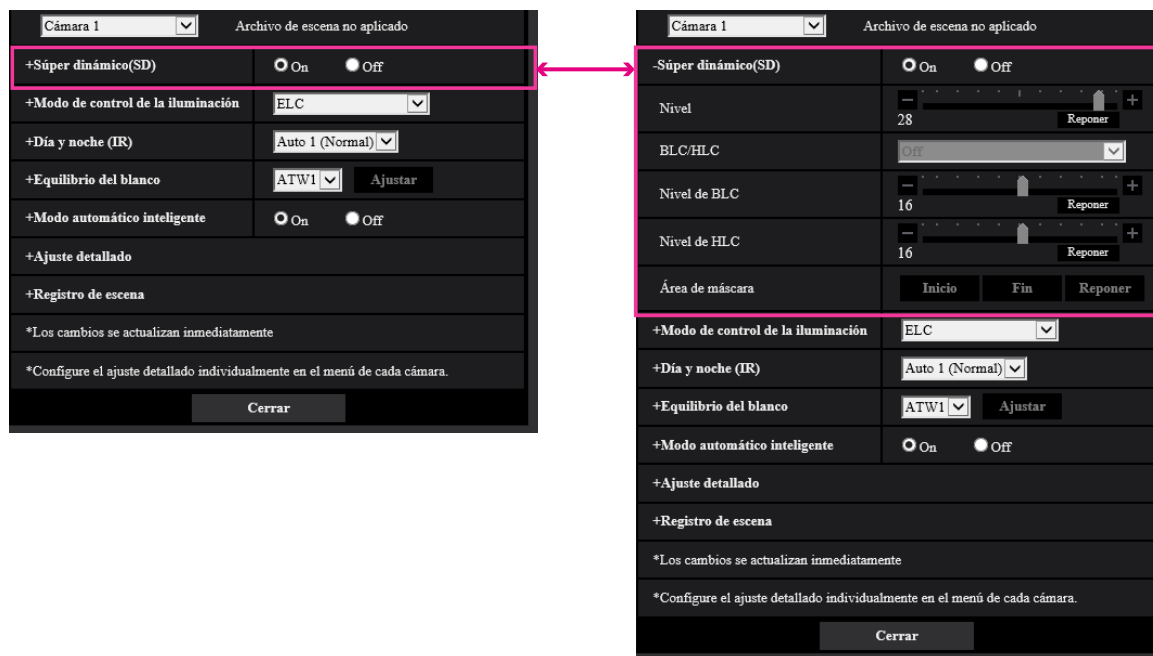 Cámara 1 Archivo de escena no aplicado
+Súper dinámico(SD) On Off
+Modo de control de la iluminación ELC
+Día y noche (IR) Auto 1 (Normal)
+Equilibrio del blanco ATW1 Ajustar
+Modo automático inteligente On Off
+Ajuste detallado
+Registro de escena
*Los cambios se actualizan inmediatamente
*Configure el ajuste detallado individualmente en el menú de cada cámara.
Cerrar
Cámara 1 Archivo de escena no aplicado
-Súper dinámico(SD) On Off
Nivel − +
28 Reponer
BLC/HLC Off
Nivel de BLC − +
16 Reponer
Nivel de HLC − +
16 Reponer
Área de máscara Inicio Fin Reponer
+Modo de control de la iluminación ELC
+Día y noche (IR) Auto 1 (Normal)
+Equilibrio del blanco ATW1 Ajustar
+Modo automático inteligente On Off
+Ajuste detallado
+Registro de escena
*Los cambios se actualizan inmediatamente
*Configure el ajuste detallado individualmente en el menú de cada cámara.
Cerrar